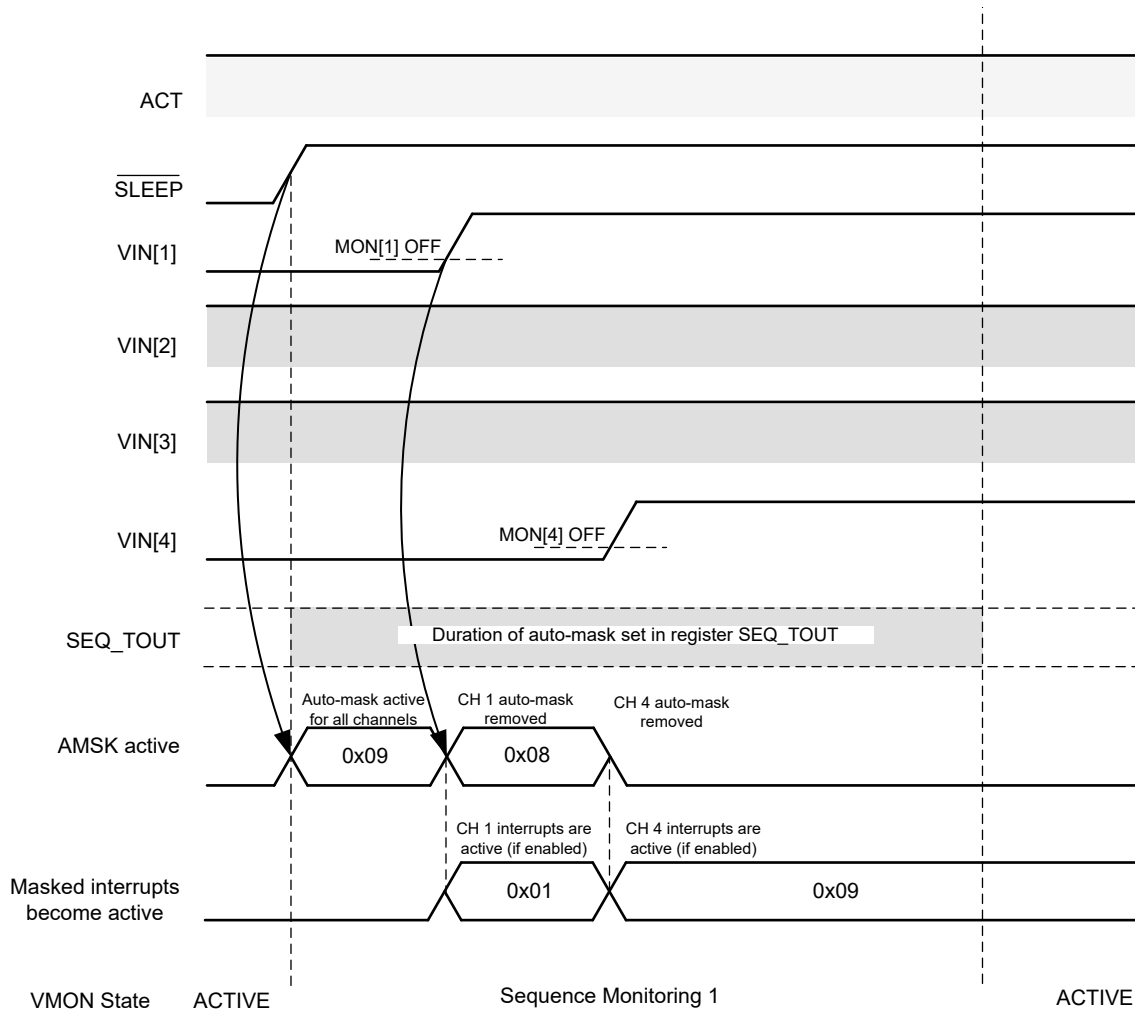 ACT
SLEEP
MON[1] OFF
VIN[1]
VIN[2]
VIN[3]
MON[4] OFF
VIN[4]
SEQ_TOUT
Duration of auto-mask set in register SEQ_TOUT
Auto-mask active
for all channels
CH 1 auto-mask
removed
CH 4 auto-mask
removed
AMSK active
0x09
0x08
CH 1 interrupts are
active (if enabled)
CH 4 interrupts are
active (if enabled)
Masked interrupts
become active
0x01
0x09
VMON State
ACTIVE
Sequence Monitoring 1
ACTIVE